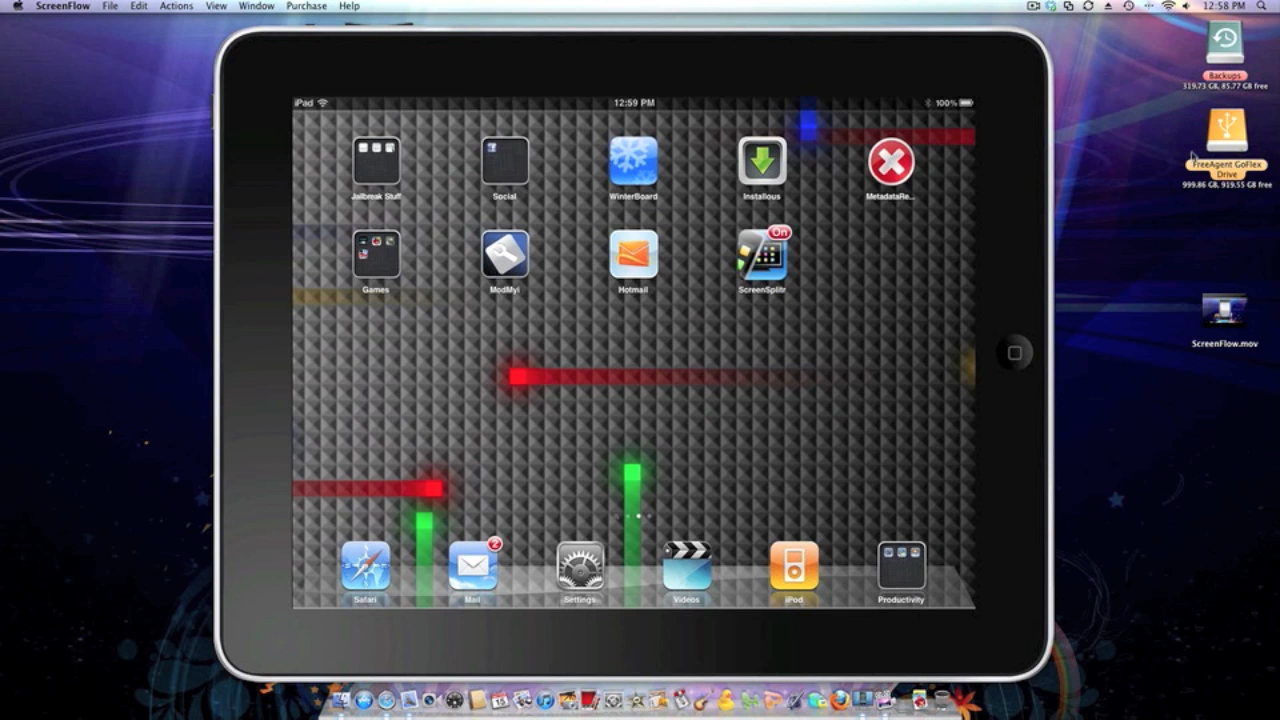 ScreenFlow File Edit Actions View Window Purchase Help 12:58 PM
Backups
319.73 GB, 85.77 GB free
FreeAgent GoFlex
Drive
999.86 GB, 919.55 GB free
ScreenFlow.mov
iPad 12:59 PM 100%
Jailbreak Stuff Social WinterBoard Installous MetadataRe...
On
Games ModMyi Hotmail ScreenSplitr
2
Safari Mail Settings Videos iPod Productivity